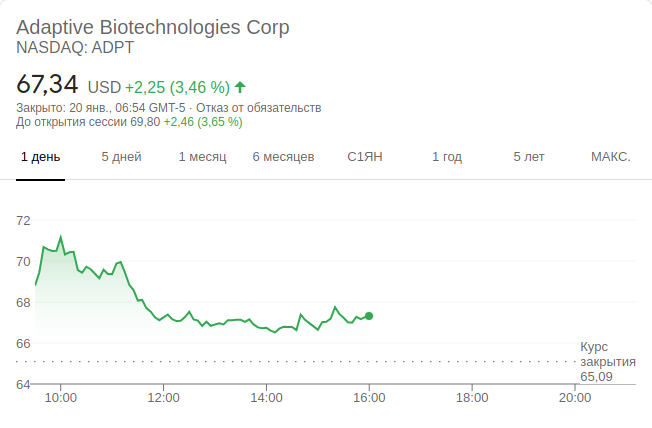 Adaptive Biotechnologies Corp
NASDAQ: ADPT
67,34 USD +2,25 (3,46 %)
Закрыто: 20 янв., 06:54 GMT-5 · Отказ от обязательств
До открытия сессии 69,80 +2,46 (3,65 %)
1 день 5 дней 1 месяц 6 месяцев С1ЯН 1 год 5 лет МАКС.
72
70
68
66
Курс
закрытия
65,09
64
10:00 12:00 14:00 16:00 18:00 20:00